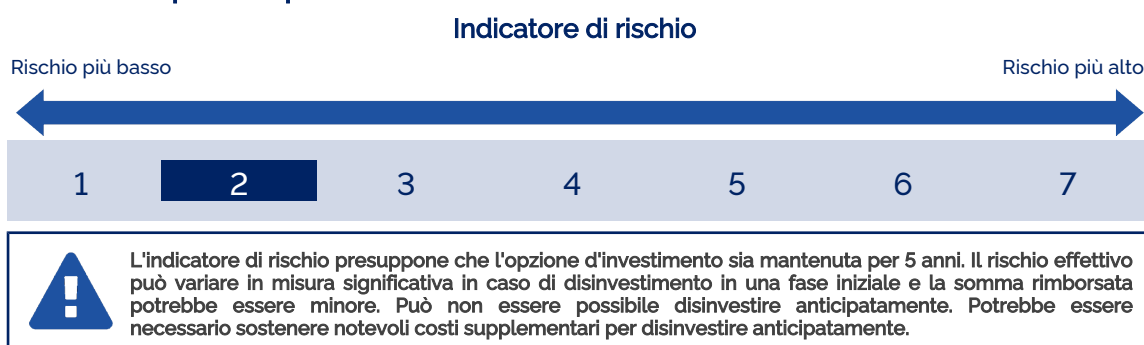 Indicatore di rischio
Rischio più basso
Rischio più alto
1 2 3 4 5 6 7
L'indicatore di rischio presuppone che l'opzione d'investimento sia mantenuta per 5 anni. Il rischio effettivo
può variare in misura significativa in caso di disinvestimento in una fase iniziale e la somma rimborsata
potrebbe essere minore. Può non essere possibile disinvestire anticipatamente. Potrebbe essere
necessario sostenere notevoli costi supplementari per disinvestire anticipatamente.